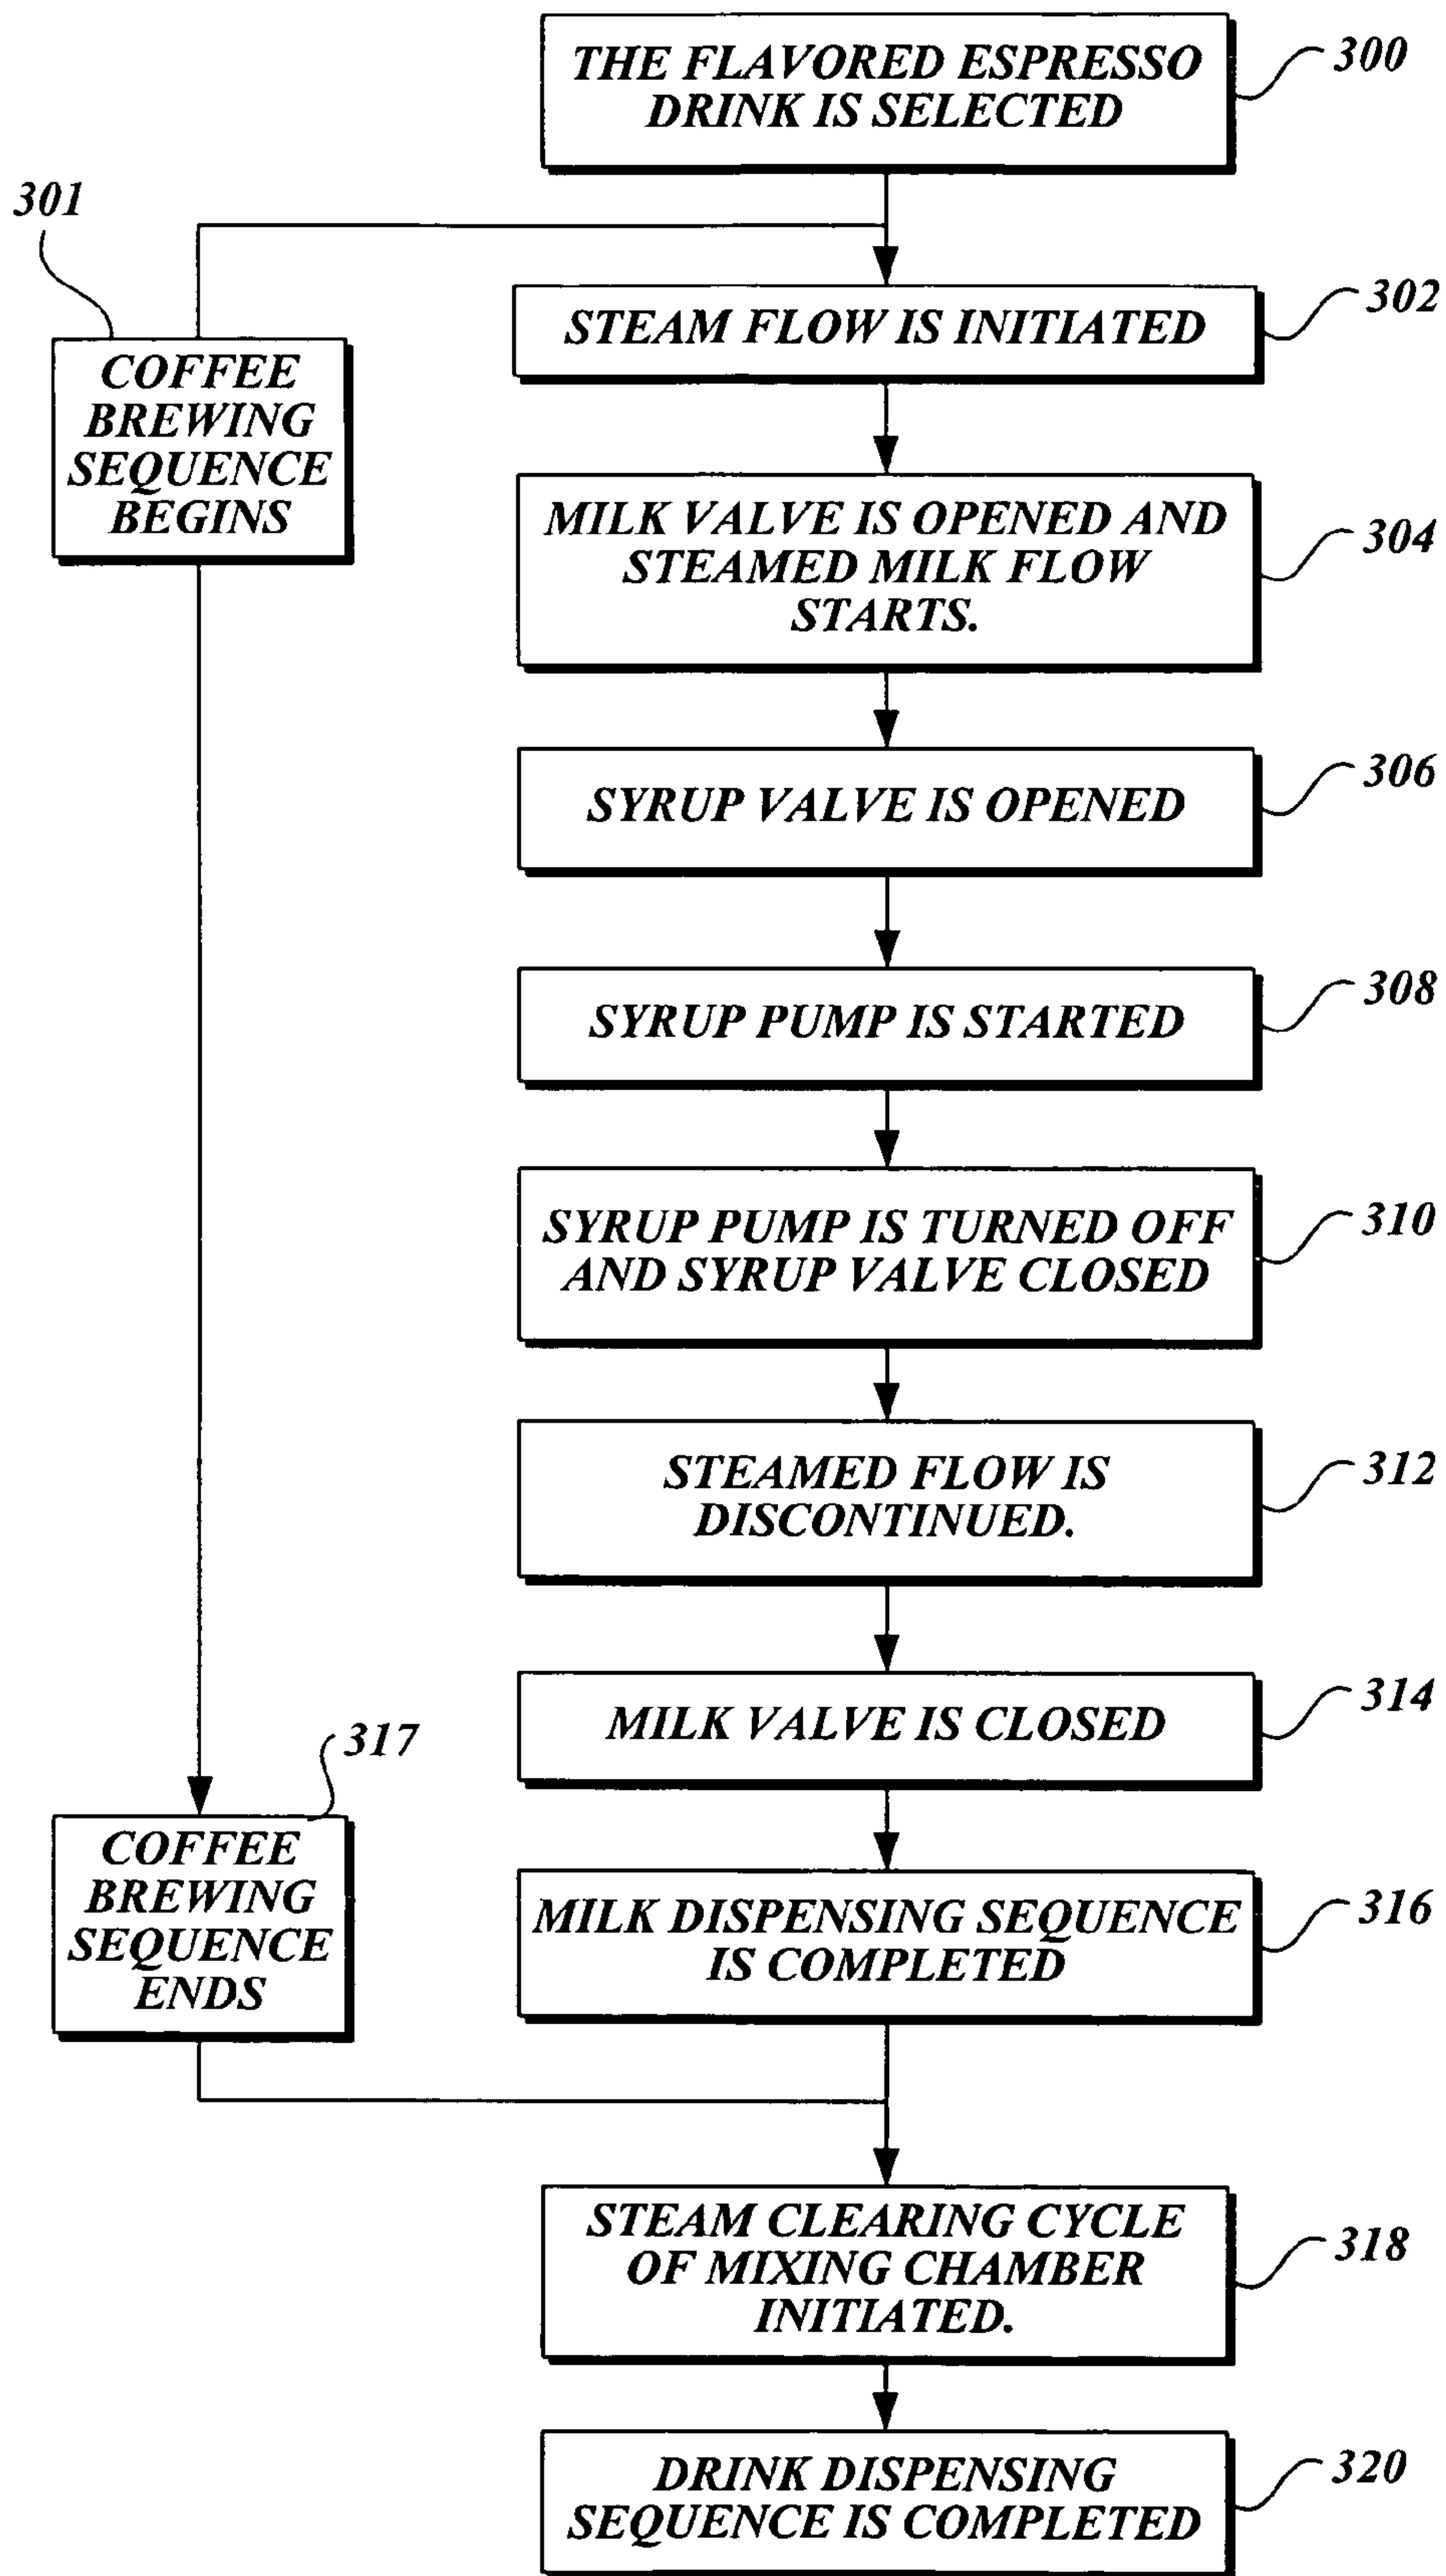 THE FLAVORED ESPRESSO
DRINK IS SELECTED
300
301
STEAM FLOW IS INITIATED
302
COFFEE
BREWING
SEQUENCE
BEGINS
MILK VALVE IS OPENED AND
STEAMED MILK FLOW
STARTS.
304
SYRUP VALVE IS OPENED
306
SYRUP PUMP IS STARTED
308
SYRUP PUMP IS TURNED OFF
AND SYRUP VALVE CLOSED
310
STEAMED FLOW IS
DISCONTINUED.
312
MILK VALVE IS CLOSED
314
317
COFFEE
BREWING
SEQUENCE
ENDS
MILK DISPENSING SEQUENCE
IS COMPLETED
316
STEAM CLEARING CYCLE
OF MIXING CHAMBER
INITIATED.
318
DRINK DISPENSING
SEQUENCE IS COMPLETED
320